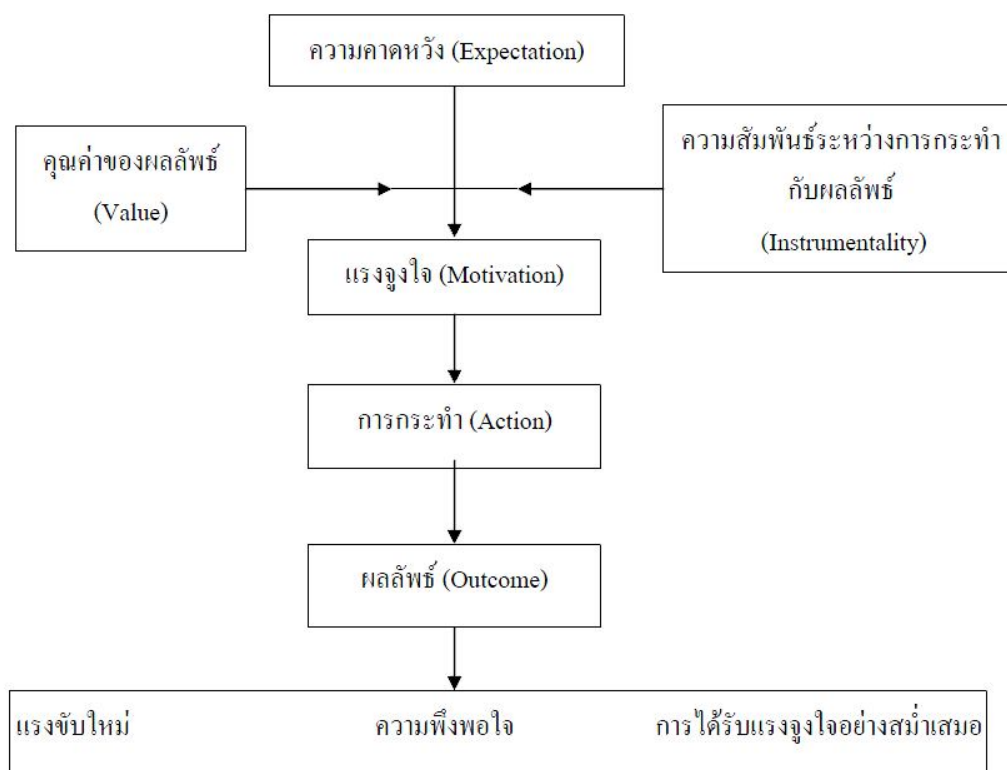 ความคาดหวัง (Expectation)
คุณค่าของผลลัพธ์
(Value)
ความสัมพันธ์ระหว่างการกระทำ
กับผลลัพธ์
(Instrumentality)
แรงจูงใจ (Motivation)
การกระทำ (Action)
ผลลัพธ์ (Outcome)
แรงขับใหม่ ความพึงพอใจ การได้รับแรงจูงใจอย่างสม่ำเสมอ